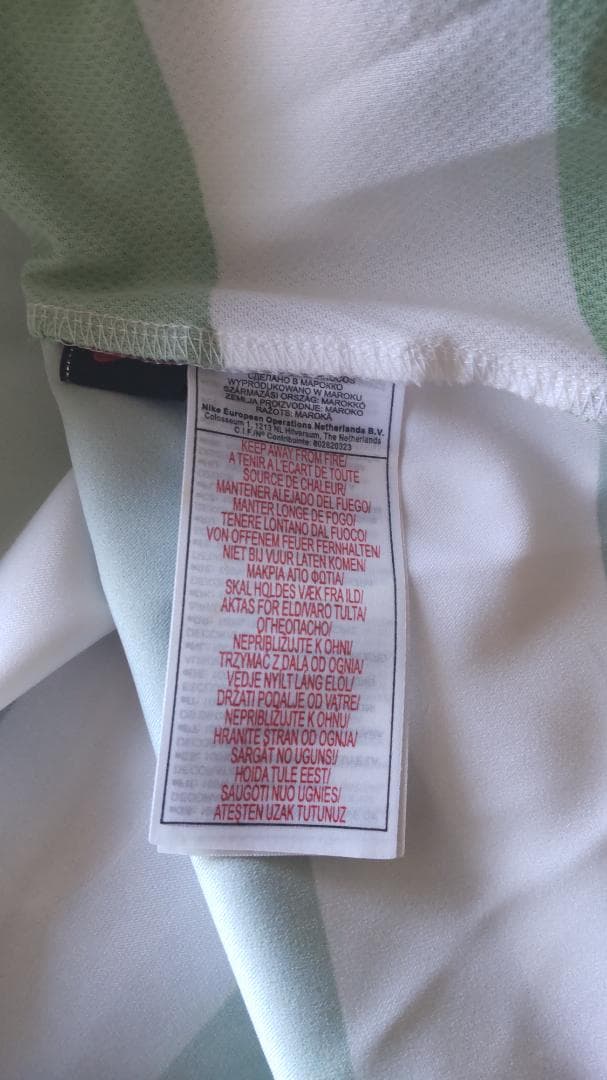 СДЕЛАНО В МАРОККО
WYPRODUKOWANO W MAROKU
SZÁRMAZÁSI ORSZÁG: MAROKKÓ
ZEMLJA PROIZVODNJE: MAROKO
RAŽOTS: MAROKĀ
Nike European Operations Netherlands B.V.
Colosseum 1, 1213 NL Hilversum, The Netherlands
C.I.F./Nº Contribuinte: 802620323
KEEP AWAY FROM FIRE/
A TENIR A L'ECART DE TOUTE
SOURCE DE CHALEUR/
MANTENER ALEJADO DEL FUEGO/
MANTER LONGE DE FOGO/
TENERE LONTANO DAL FUOCO/
VON OFFENEM FEUER FERNHALTEN/
NIET BIJ VUUR LATEN KOMEN/
ΜΑΚΡΙΑ ΑΠΟ ΦΩΤΙΑ/
SKAL HOLDES VÆK FRA ILD/
AKTAS FÖR ELD/VARO TULTA/
ОГНЕОПАСНО/
NEPŘIBLIŽUJTE K OHNI/
TRZYMAĆ Z DALA OD OGNIA/
VÉDJE NYÍLT LÁNG ELŐL/
DRŽATI PODALJE OD VATRE/
NEPRIBLIŽUJTE K OHŇU/
HRANITE STRAN OD OGNJA/
SARGĀT NO UGUNS!/
HOIDA TULE EEST/
SAUGOTI NUO UGNIES/
ATEŞTEN UZAK TUTUNUZ